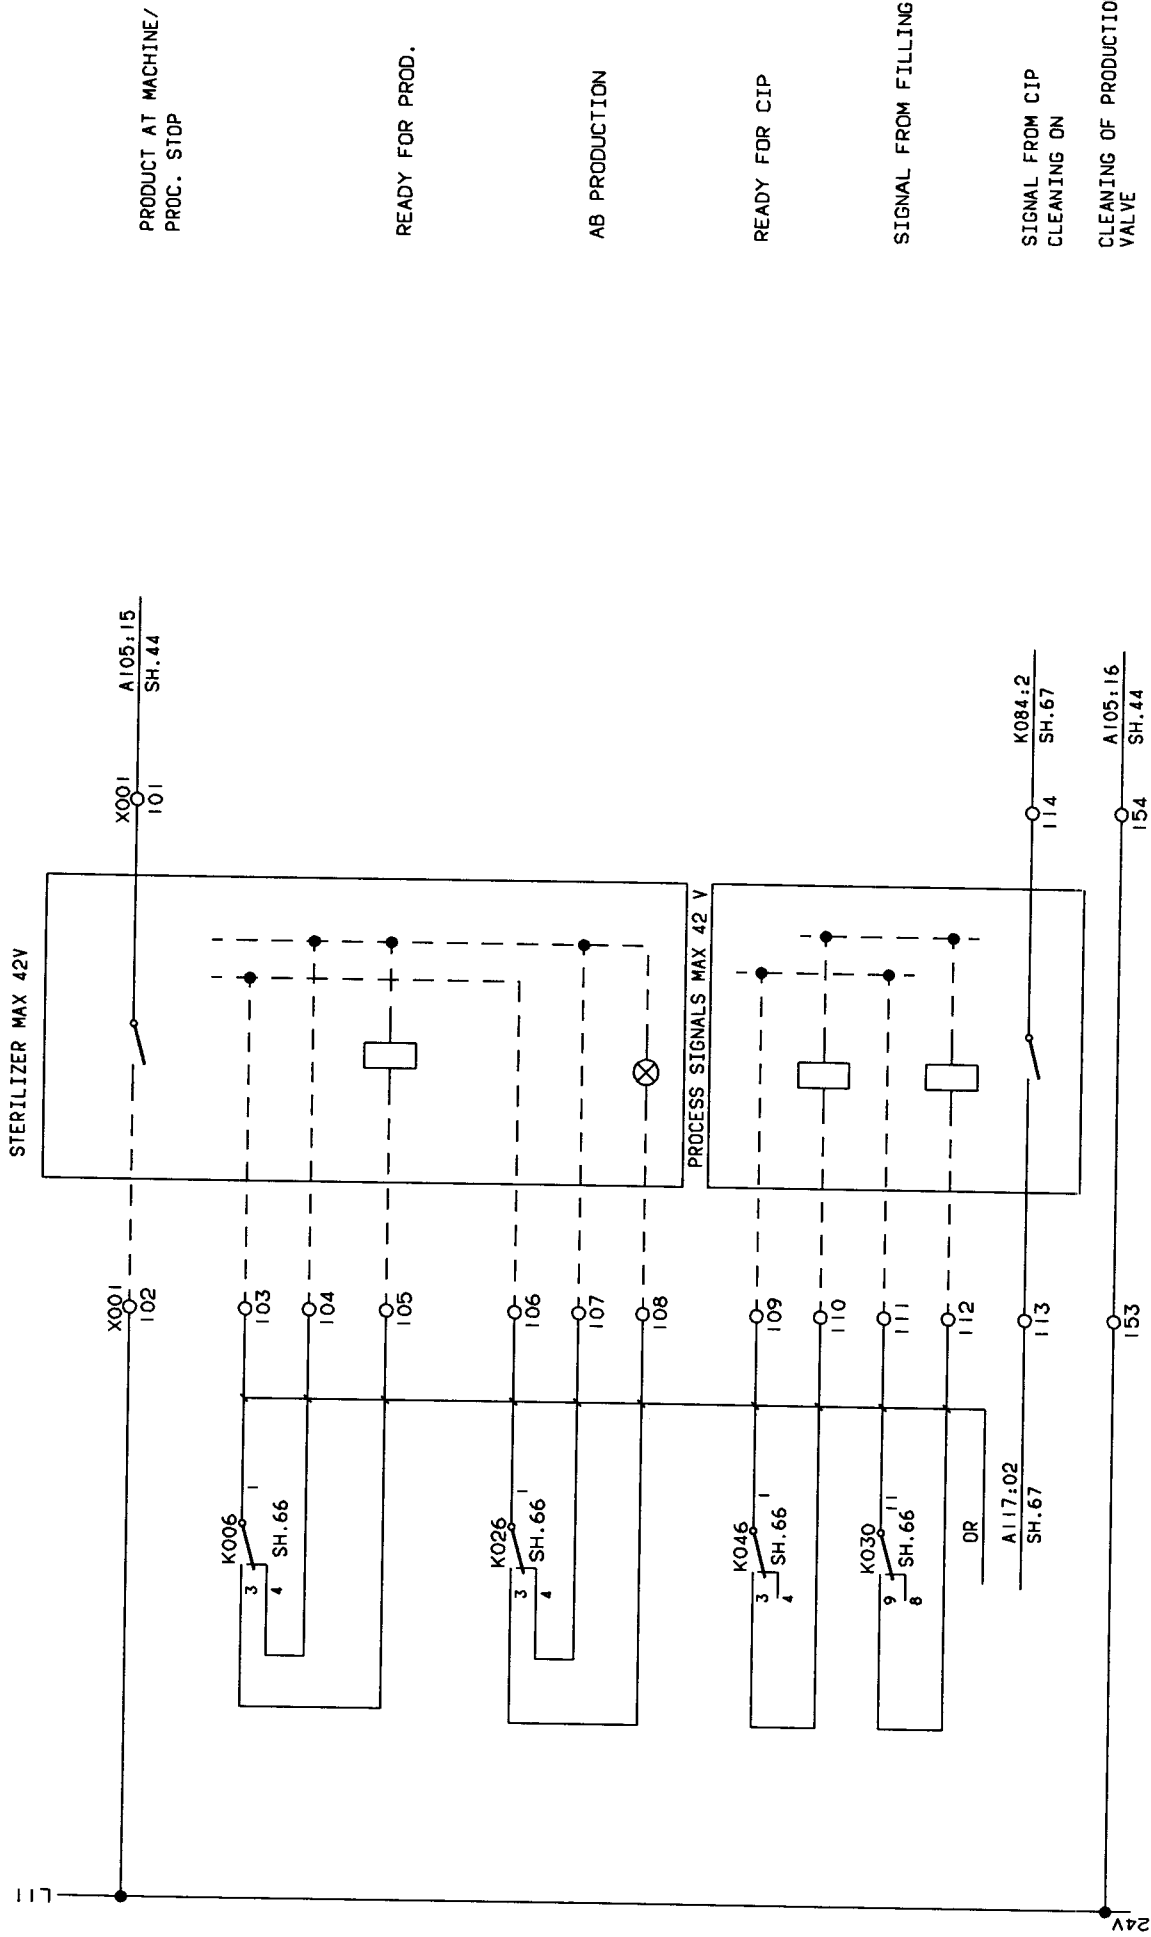 PRODUCT AT MACHINE/
PROC. STOP
READY FOR PROD.
AB PRODUCTION
READY FOR CIP
SIGNAL FROM FILLING
SIGNAL FROM CIP
CLEANING ON
CLEANING OF PRODUCTIO
VALVE
A105:15
SH.44
X001
101
K084:2
SH.67
114
A105:16
SH.44
154
STERILIZER MAX 42V
PROCESS SIGNALS MAX 42 V
X001
102
103
104
105
106
107
108
109
110
111
112
113
153
K006
1
3
4
SH.66
K026
1
3
4
SH.66
K046
1
3
4
SH.66
K030
11
9
8
SH.66
OR
A117:02
SH.67
L11
24V